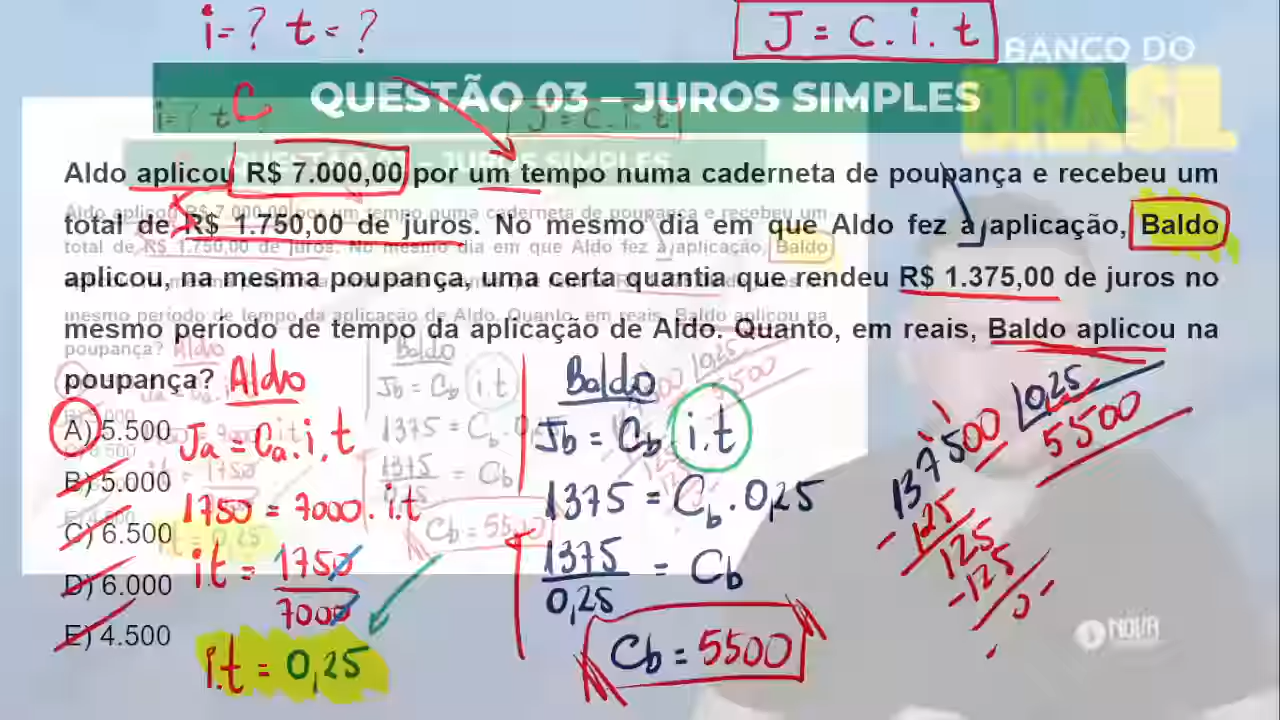 i = ? t = ?
J = C . i . t
BANCO DO
BRASIL
QUESTÃO 03 – JUROS SIMPLES
C
Aldo aplicou R$ 7.000,00 por um tempo numa caderneta de poupança e recebeu um
total de R$ 1.750,00 de juros. No mesmo dia em que Aldo fez a aplicação, Baldo
aplicou, na mesma poupança, uma certa quantia que rendeu R$ 1.375,00 de juros no
mesmo período de tempo da aplicação de Aldo. Quanto, em reais, Baldo aplicou na
poupança?
A) 5.500
B) 5.000
C) 6.500
D) 6.000
E) 4.500
Aldo
Ja = Ca . i . t
1750 = 7000 . i.t
i t = 1750
7000
i.t = 0,25
Baldo
Jb = Cb . i.t
1375 = Cb . 0,25
1375 = Cb
0,25
Cb = 5500
137500 0,25
5500
- 125
125
- 125
0
NOVA